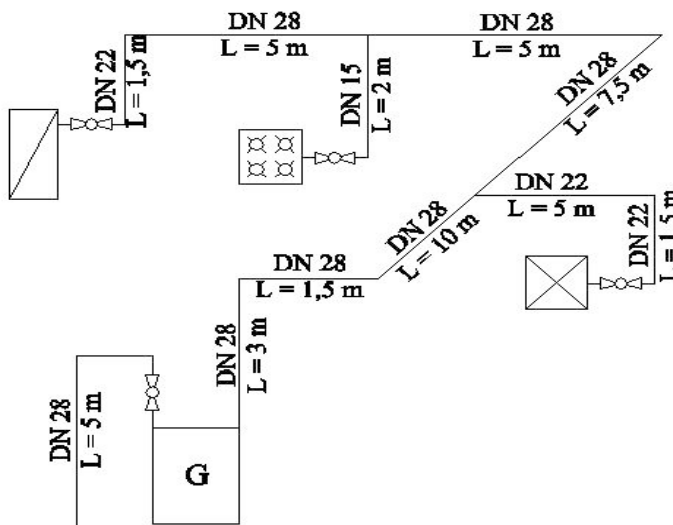 DN 28
L = 5 m
DN 28
L = 5 m
DN 22
L = 1,5 m
DN 15
L = 2 m
DN 28
L = 7,5 m
DN 22
L = 5 m
DN 22
L = 1,5 m
DN 28
L = 10 m
DN 28
L = 1,5 m
DN 28
L = 3 m
DN 28
L = 5 m
G